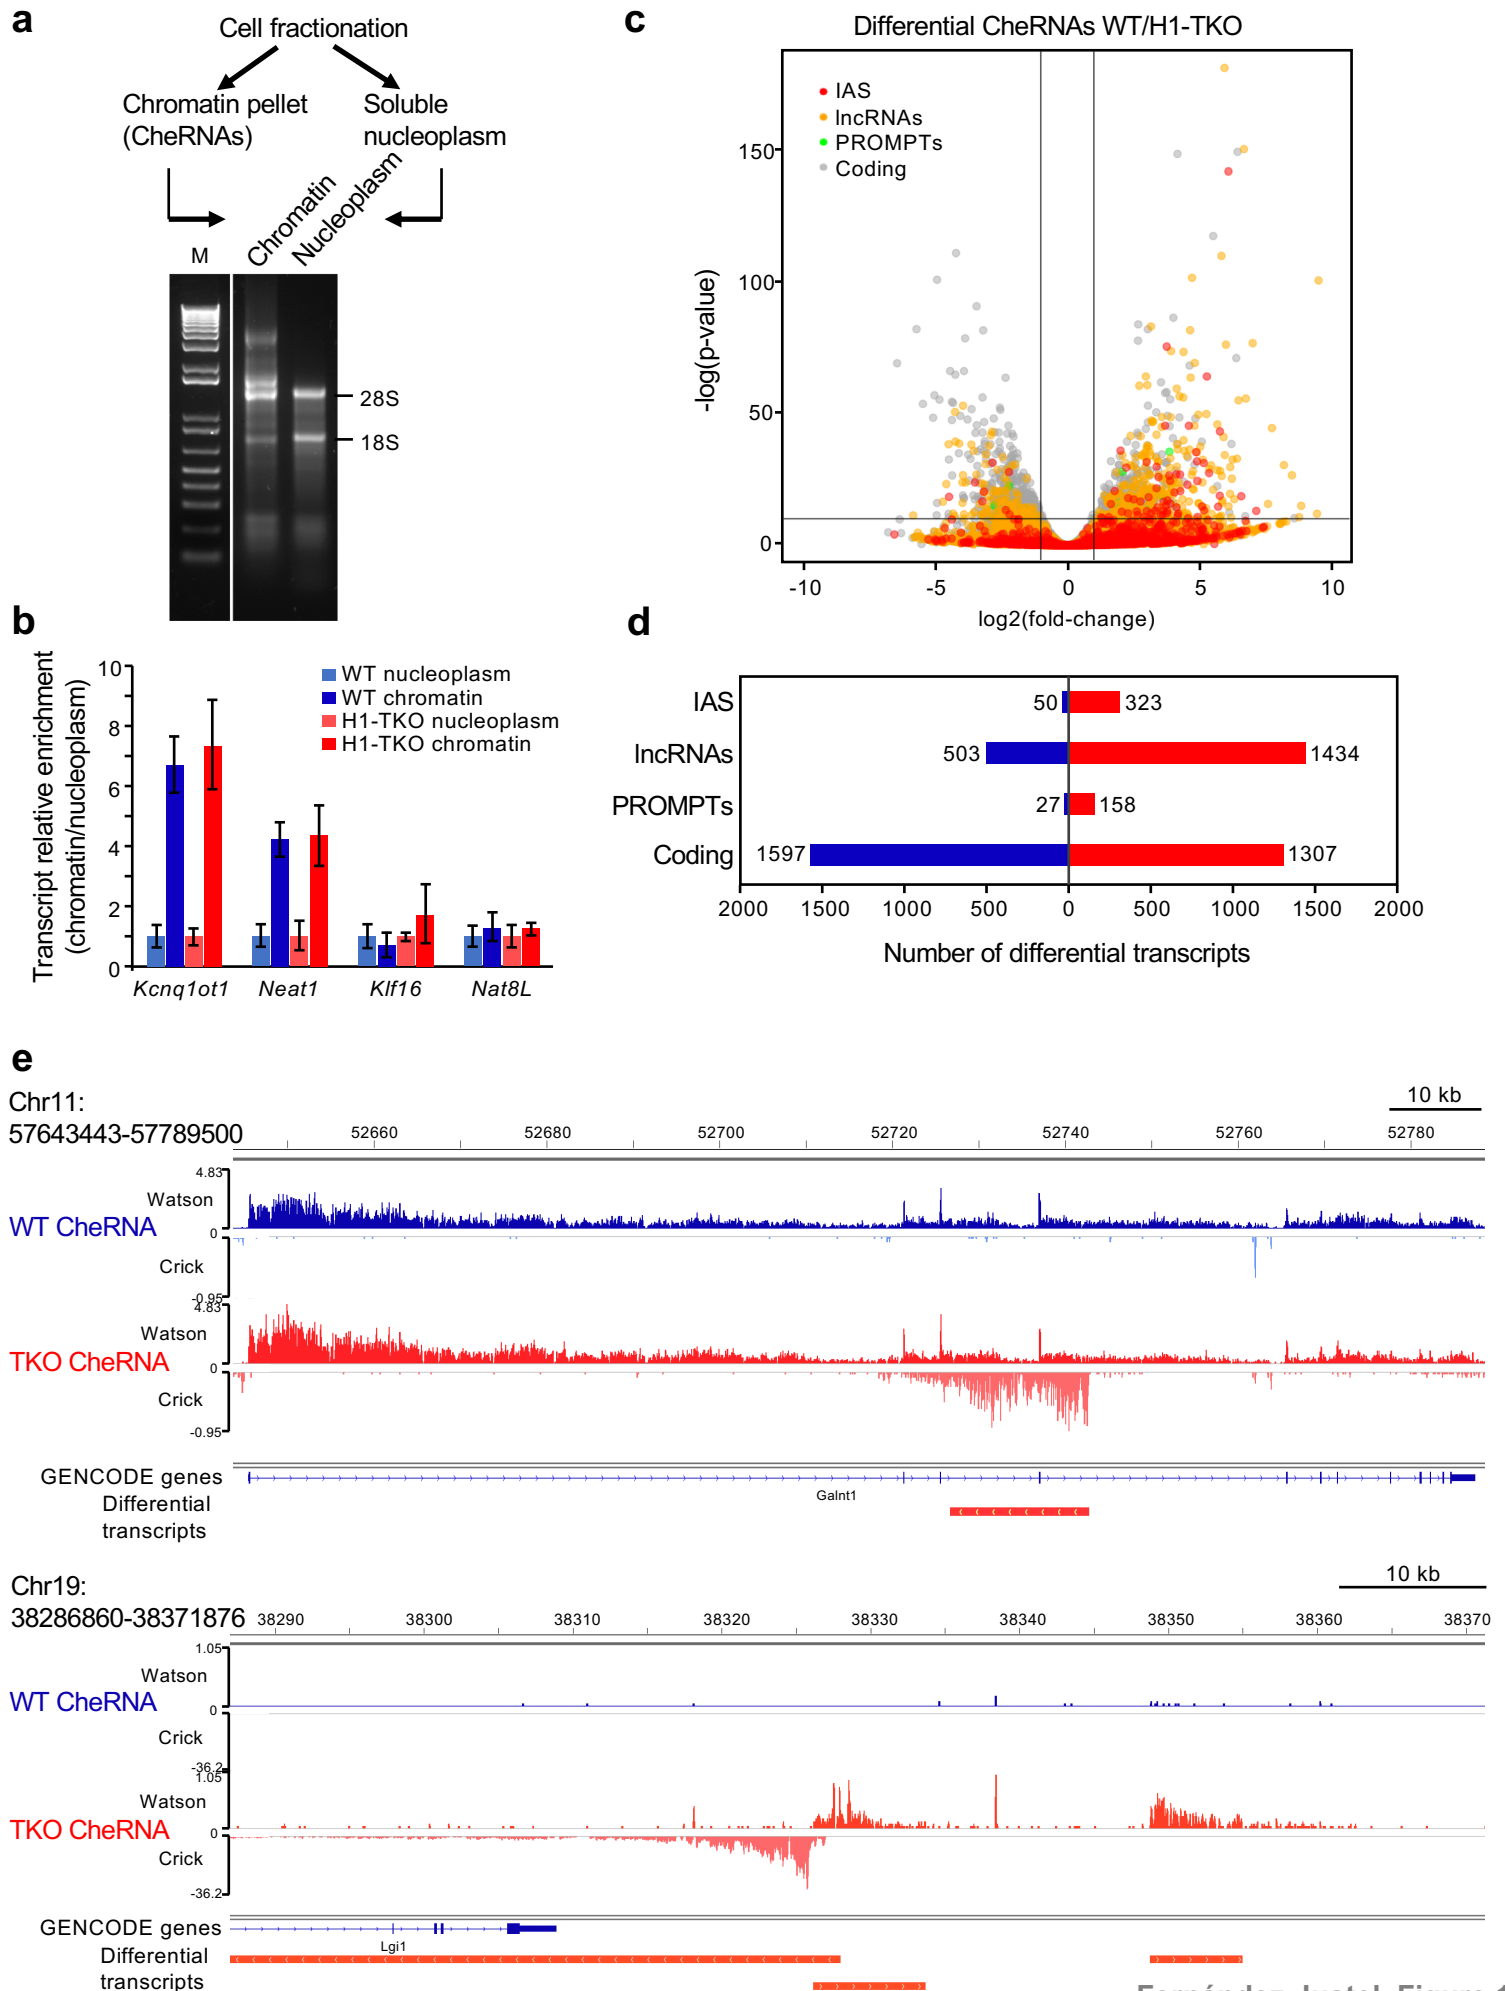 a
Cell fractionation
Chromatin pellet
(CheRNAs)
Soluble
nucleoplasm
M
Chromatin
Nucleoplasm
28S
18S
b
Transcript relative enrichment
(chromatin/nucleoplasm)
10
8
6
4
2
0
WT nucleoplasm
WT chromatin
H1-TKO nucleoplasm
H1-TKO chromatin
Kcnq1ot1 Neat1 Klf16 Nat8L
c
Differential CheRNAs WT/H1-TKO
IAS
lncRNAs
PROMPTs
Coding
-log(p-value)
150
100
50
0
-10 -5 0 5 10
log2(fold-change)
d
IAS 50 323
lncRNAs 503 1434
PROMPTs 27 158
Coding 1597 1307
2000 1500 1000 500 0 500 1000 1500 2000
Number of differential transcripts
e
Chr11:
57643443-57789500
10 kb
52660 52680 52700 52720 52740 52760 52780
4.83
Watson
WT CheRNA
0
Crick
-0.95
4.83
Watson
TKO CheRNA
0
Crick
-0.95
GENCODE genes
Galnt1
Differential
transcripts
Chr19:
38286860-38371876
10 kb
38290 38300 38310 38320 38330 38340 38350 38360 38370
1.05
Watson
WT CheRNA
0
Crick
-36.2
1.05
Watson
TKO CheRNA
0
Crick
-36.2
GENCODE genes
Lgi1
Differential
transcripts